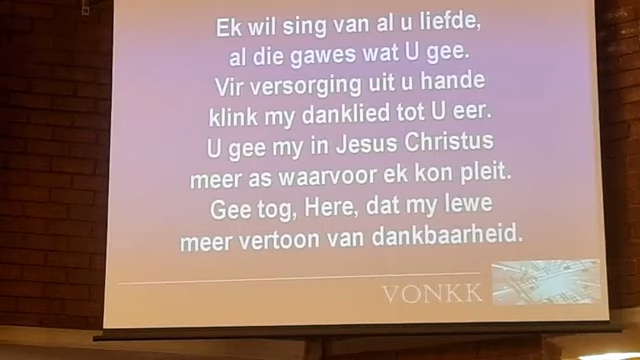 Ek wil sing van al u liefde,
al die gawes wat U gee.
Vir versorging uit u hande
klink my danklied tot U eer.
U gee my in Jesus Christus
meer as waarvoor ek kon pleit.
Gee tog, Here, dat my lewe
meer vertoon van dankbaarheid.
VONKK